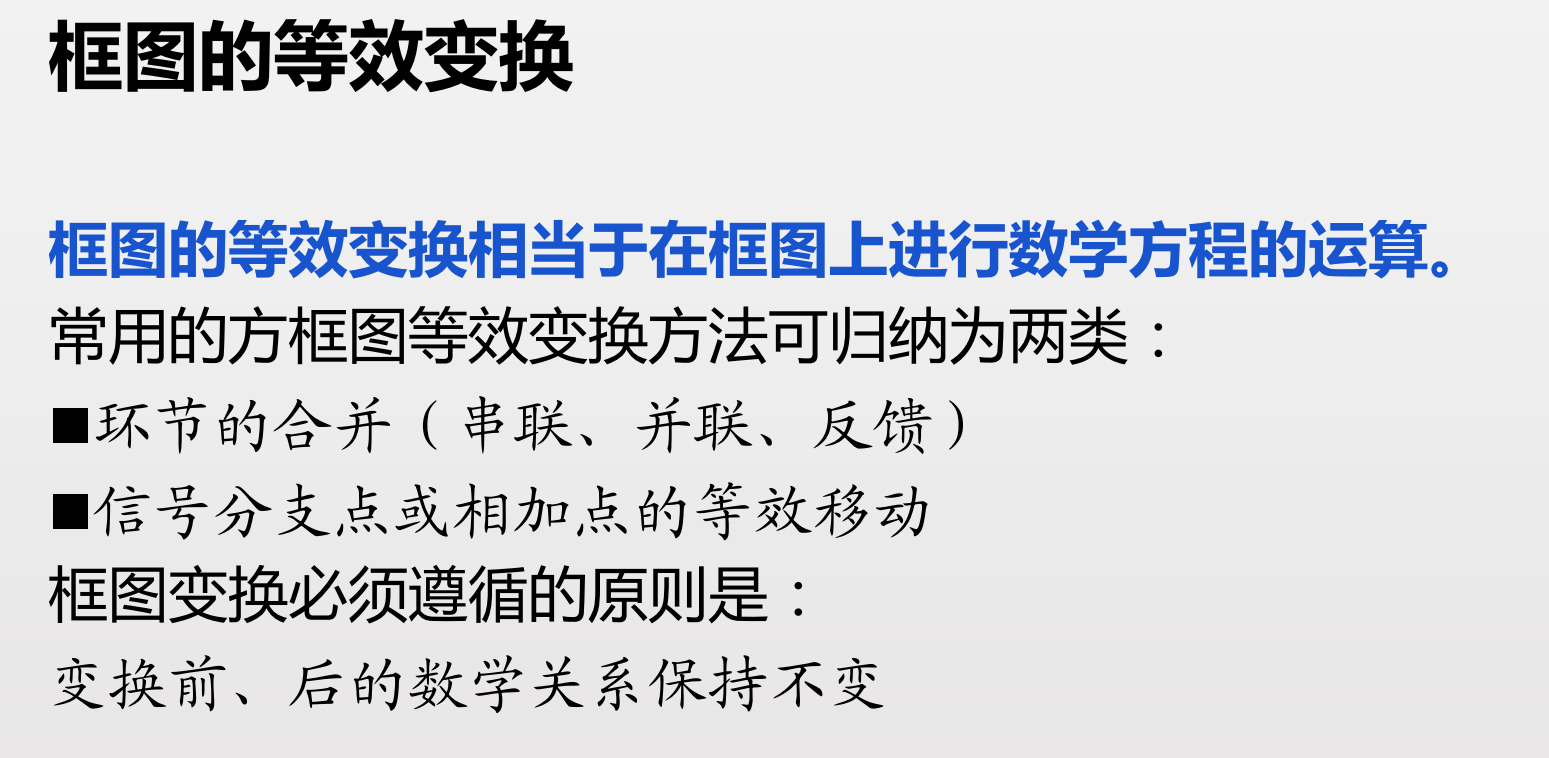 框图的等效变换
框图的等效变换相当于在框图上进行数学方程的运算。
常用的方框图等效变换方法可归纳为两类：
■环节的合并（串联、并联、反馈）
■信号分支点或相加点的等效移动
框图变换必须遵循的原则是：
变换前、后的数学关系保持不变